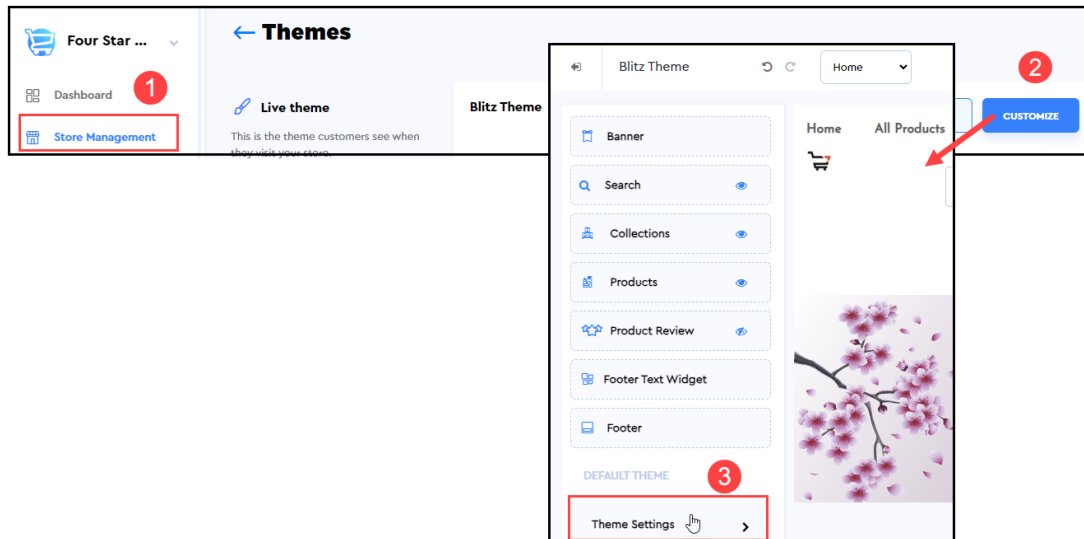 Four Star ...
Dashboard
1
Store Management
← Themes
Live theme
This is the theme customers see when
they visit your store.
Blitz Theme
2
CUSTOMIZE
Blitz Theme
Home
Banner
Search
Collections
Products
Product Review
Footer Text Widget
Footer
DEFAULT THEME
3
Theme Settings
Home All Products